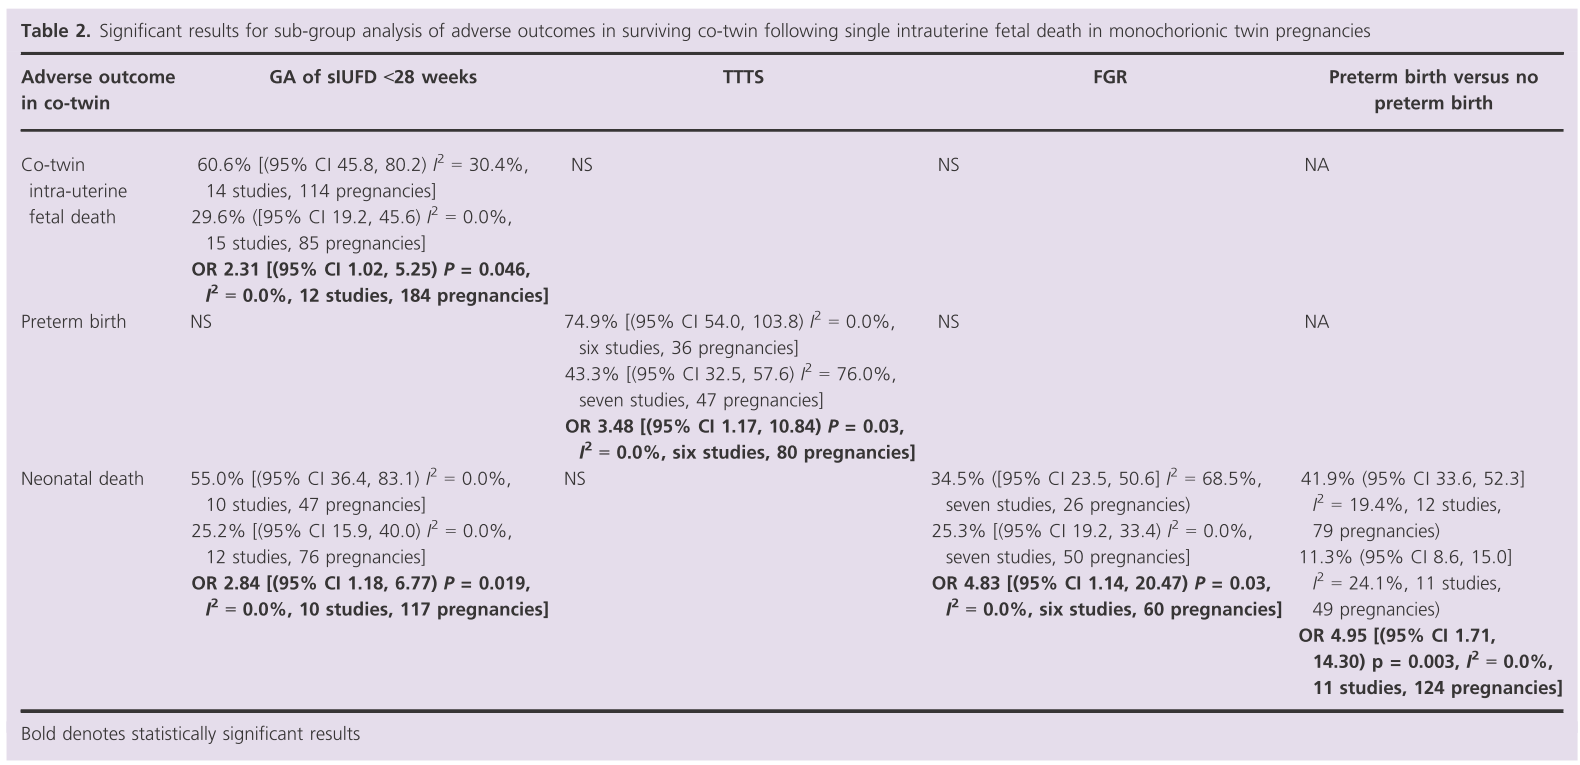 Table 2. Significant results for sub-group analysis of adverse outcomes in surviving co-twin following single intrauterine fetal death in monochorionic twin pregnancies
Adverse outcome
in co-twin
GA of sIUFD <28 weeks
TTTS
FGR
Preterm birth versus no
preterm birth
Co-twin
intra-uterine
fetal death
60.6% [(95% CI 45.8, 80.2) I² = 30.4%,
14 studies, 114 pregnancies]
29.6% ([95% CI 19.2, 45.6) I² = 0.0%,
15 studies, 85 pregnancies]
OR 2.31 [(95% CI 1.02, 5.25) P = 0.046,
I² = 0.0%, 12 studies, 184 pregnancies]
NS
NS
NA
Preterm birth
NS
74.9% [(95% CI 54.0, 103.8) I² = 0.0%,
six studies, 36 pregnancies]
43.3% [(95% CI 32.5, 57.6) I² = 76.0%,
seven studies, 47 pregnancies]
OR 3.48 [(95% CI 1.17, 10.84) P = 0.03,
I² = 0.0%, six studies, 80 pregnancies]
NS
NA
Neonatal death
55.0% [(95% CI 36.4, 83.1) I² = 0.0%,
10 studies, 47 pregnancies]
25.2% [(95% CI 15.9, 40.0) I² = 0.0%,
12 studies, 76 pregnancies]
OR 2.84 [(95% CI 1.18, 6.77) P = 0.019,
I² = 0.0%, 10 studies, 117 pregnancies]
NS
34.5% ([95% CI 23.5, 50.6] I² = 68.5%,
seven studies, 26 pregnancies)
25.3% [(95% CI 19.2, 33.4) I² = 0.0%,
seven studies, 50 pregnancies]
OR 4.83 [(95% CI 1.14, 20.47) P = 0.03,
I² = 0.0%, six studies, 60 pregnancies]
41.9% (95% CI 33.6, 52.3]
I² = 19.4%, 12 studies,
79 pregnancies)
11.3% (95% CI 8.6, 15.0]
I² = 24.1%, 11 studies,
49 pregnancies)
OR 4.95 [(95% CI 1.71,
14.30) p = 0.003, I² = 0.0%,
11 studies, 124 pregnancies]
Bold denotes statistically significant results